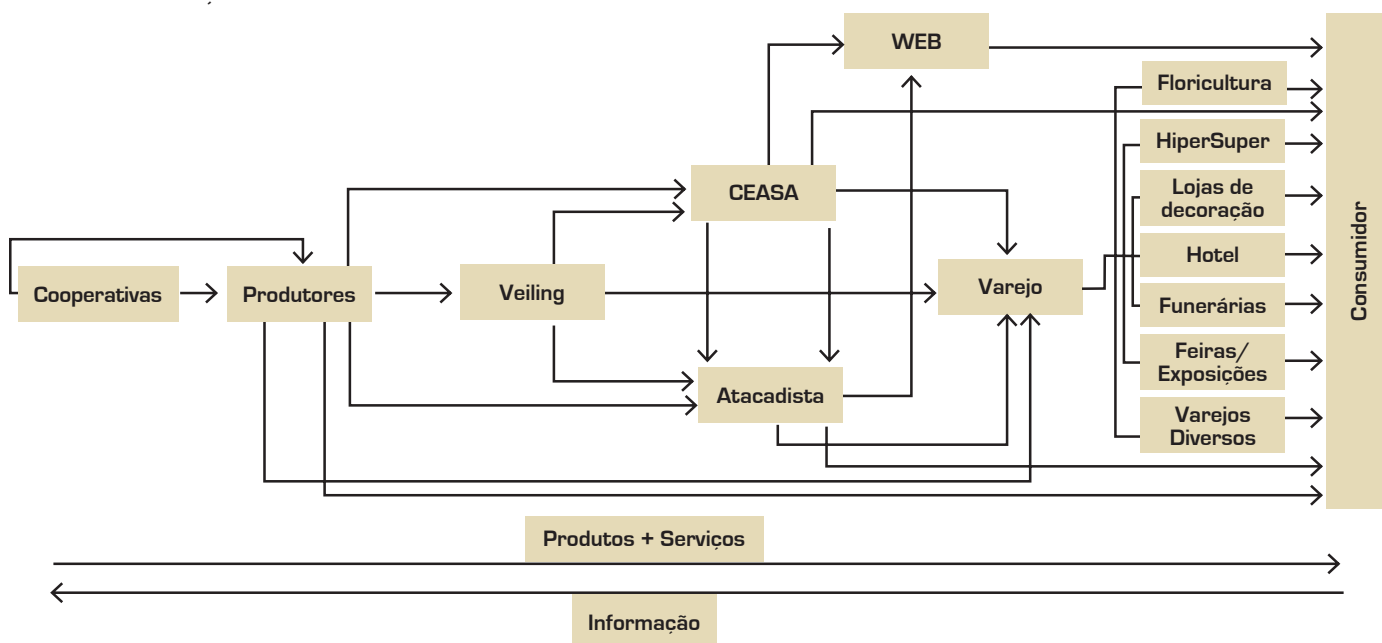 WEB
Floricultura
HiperSuper
CEASA
Lojas de
decoração
Hotel
Cooperativas
Produtores
Veiling
Varejo
Funerárias
Feiras/
Exposições
Atacadista
Varejos
Diversos
Consumidor
Produtos + Serviços
Informação